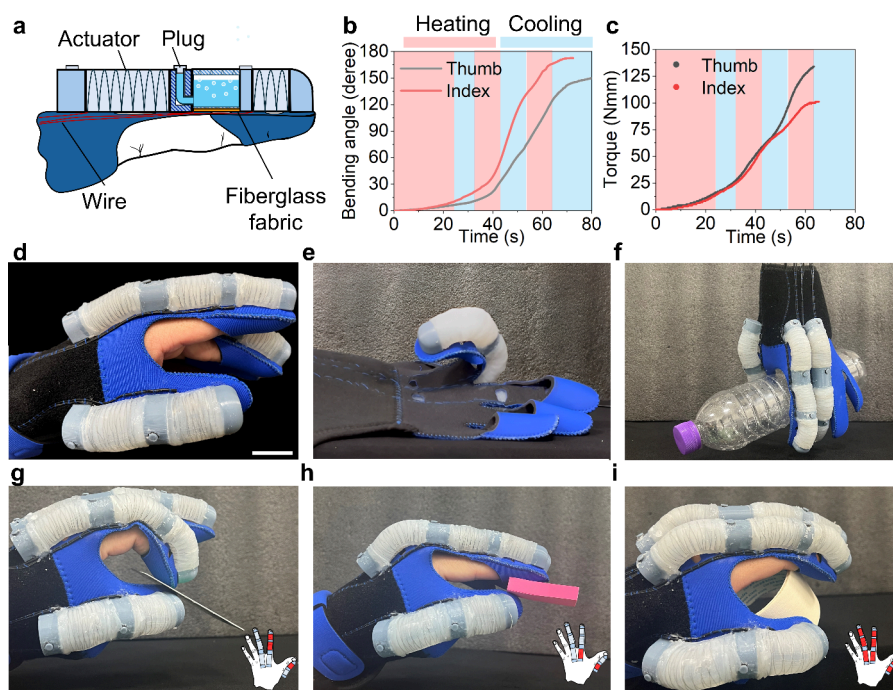 a
Actuator
Plug
Wire
Fiberglass
fabric
b
Heating
Cooling
180
150
120
90
60
30
0
Bending angle (deree)
Thumb
Index
0 20 40 60 80
Time (s)
c
150
125
100
75
50
25
0
Torque (Nmm)
Thumb
Index
0 20 40 60 80
Time (s)
d
e
f
g
h
i